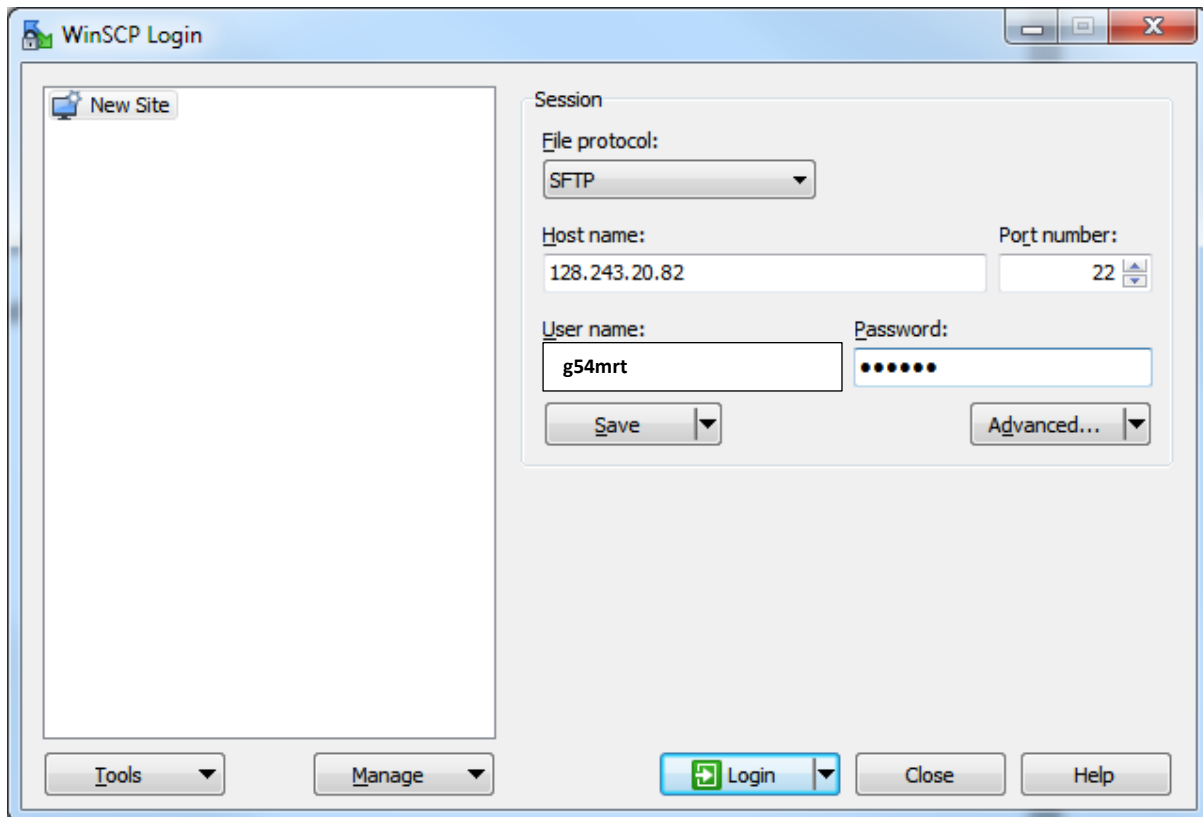 WinSCP Login
New Site
Session
File protocol:
SFTP
Host name:
Port number:
128.243.20.82
22
User name:
Password:
g54mrt
••••••
Save
Advanced...
Tools
Manage
Login
Close
Help